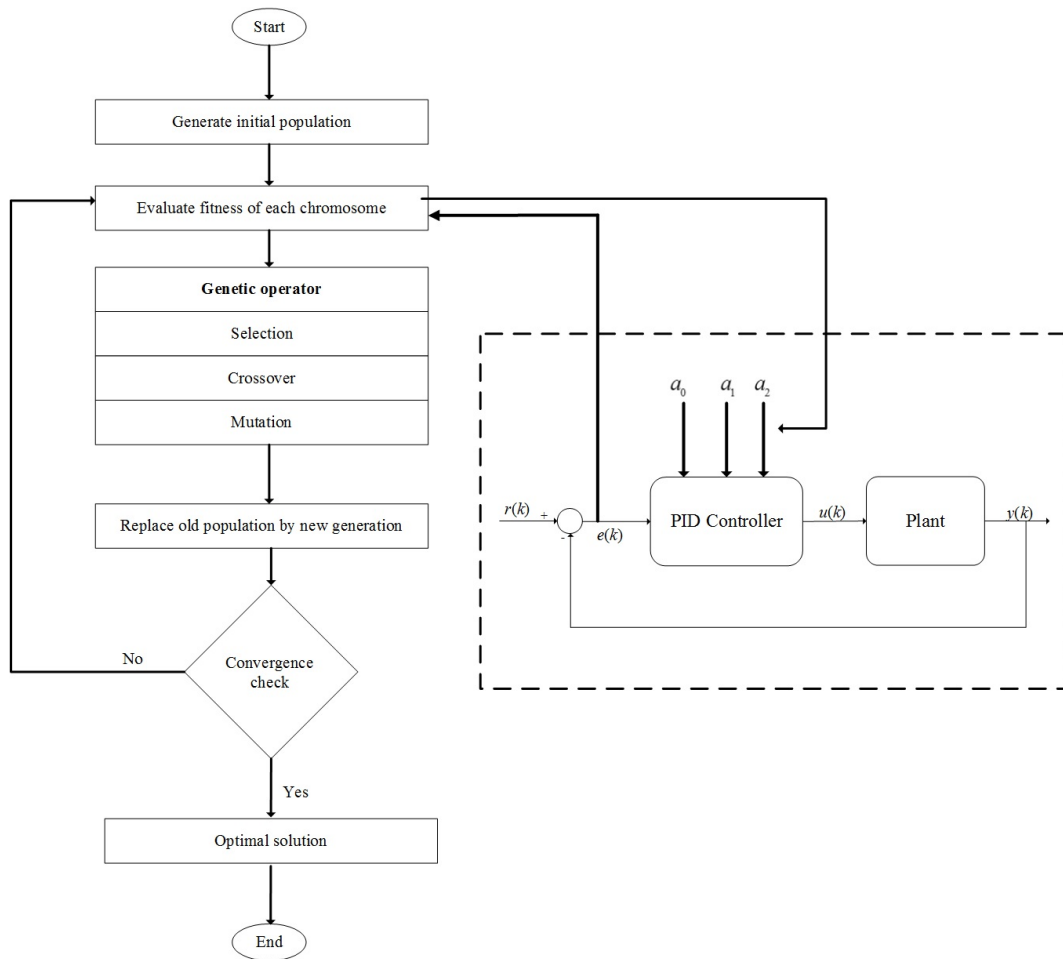 Start
Generate initial population
Evaluate fitness of each chromosome
Genetic operator
Selection
Crossover
Mutation
Replace old population by new generation
Convergence
check
No
Yes
Optimal solution
End
a₀
a₁
a₂
r(k)
+
-
e(k)
PID Controller
u(k)
Plant
y(k)